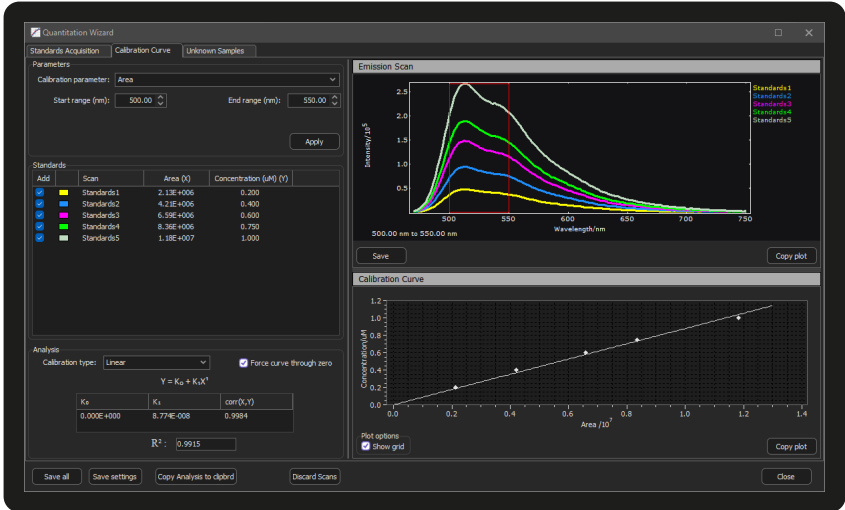 Quantitation Wizard
Standards Acquisition Calibration Curve Unknown Samples
Parameters
Calibration parameter: Area
Start range (nm): 500.00 End range (nm): 550.00
Apply
Standards
Add Scan Area (X) Concentration (uM) (Y)
Standards1 2.13E+006 0.200
Standards2 4.21E+006 0.400
Standards3 6.59E+006 0.600
Standards4 8.36E+006 0.750
Standards5 1.18E+007 1.000
Analysis
Calibration type: Linear Force curve through zero
Y = K₀ + K₁X¹
K₀ K₁ corr(X,Y)
0.000E+000 8.774E-008 0.9984
R² : 0.9915
Save all Save settings Copy Analysis to clipbrd Discard Scans
Emission Scan
2.5
2.0
1.5
1.0
0.5
Intensity/10⁵
500 550 600 650 700 750
Wavelength/nm
500.00 nm to 550.00 nm
Standards1
Standards2
Standards3
Standards4
Standards5
Save Copy plot
Calibration Curve
1.2
1.0
0.8
0.6
0.4
0.2
0.0
Concentration/uM
0.0 0.2 0.4 0.6 0.8 1.0 1.2 1.4
Area /10⁷
Plot options
Show grid
Copy plot
Close